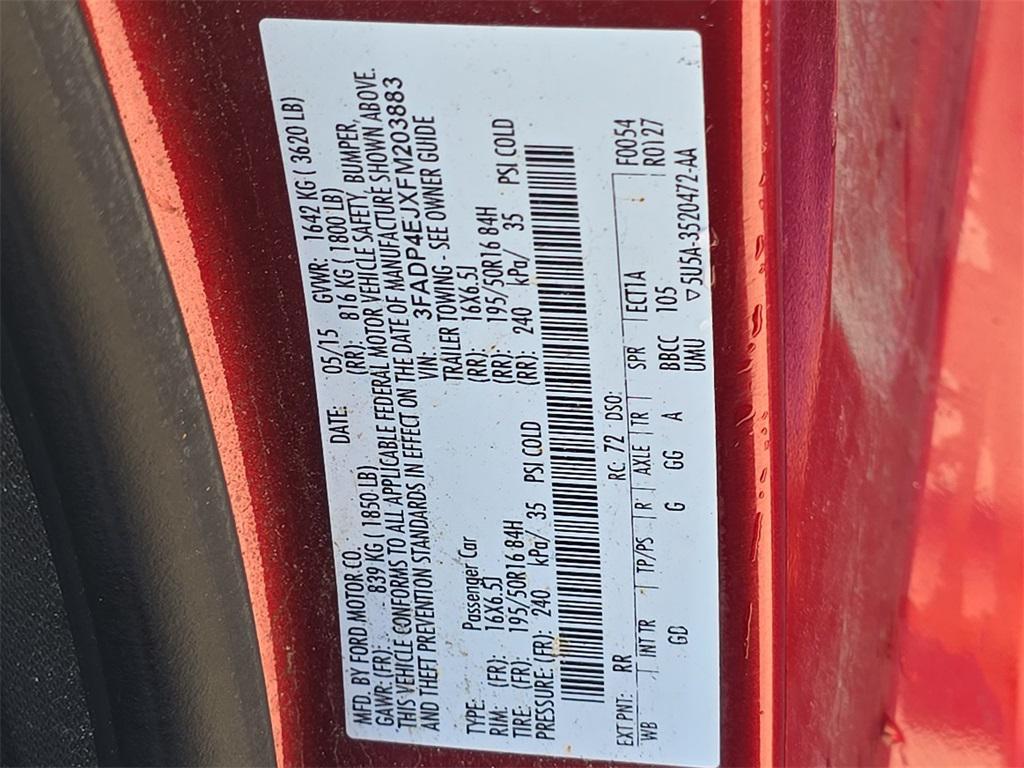 MFD. BY FORD MOTOR CO. DATE: 05/15 GVWR: 1642 KG ( 3620 LB)
GAWR: (FR): 839 KG ( 1850 LB) (RR): 816 KG ( 1800 LB)
THIS VEHICLE CONFORMS TO ALL APPLICABLE FEDERAL MOTOR VEHICLE SAFETY, BUMPER,
AND THEFT PREVENTION STANDARDS IN EFFECT ON THE DATE OF MANUFACTURE SHOWN ABOVE.
VIN: 3FADP4EJXFM203883
TYPE: Passenger Car TRAILER TOWING - SEE OWNER GUIDE
RIM: (FR): 16X6.5J (RR): 16X6.5J
TIRE: (FR): 195/50R16 84H (RR): 195/50R16 84H
PRESSURE: (FR): 240 kPa/ 35 PSI COLD (RR): 240 kPa/ 35 PSI COLD
EXT PNT: RR RC: 72 DSO: F0054
WB INT TR TP/PS R AXLE TR SPR ECTIA R0127
GD G GG A BBCC 105
UMU 5U5A-3520472-AA